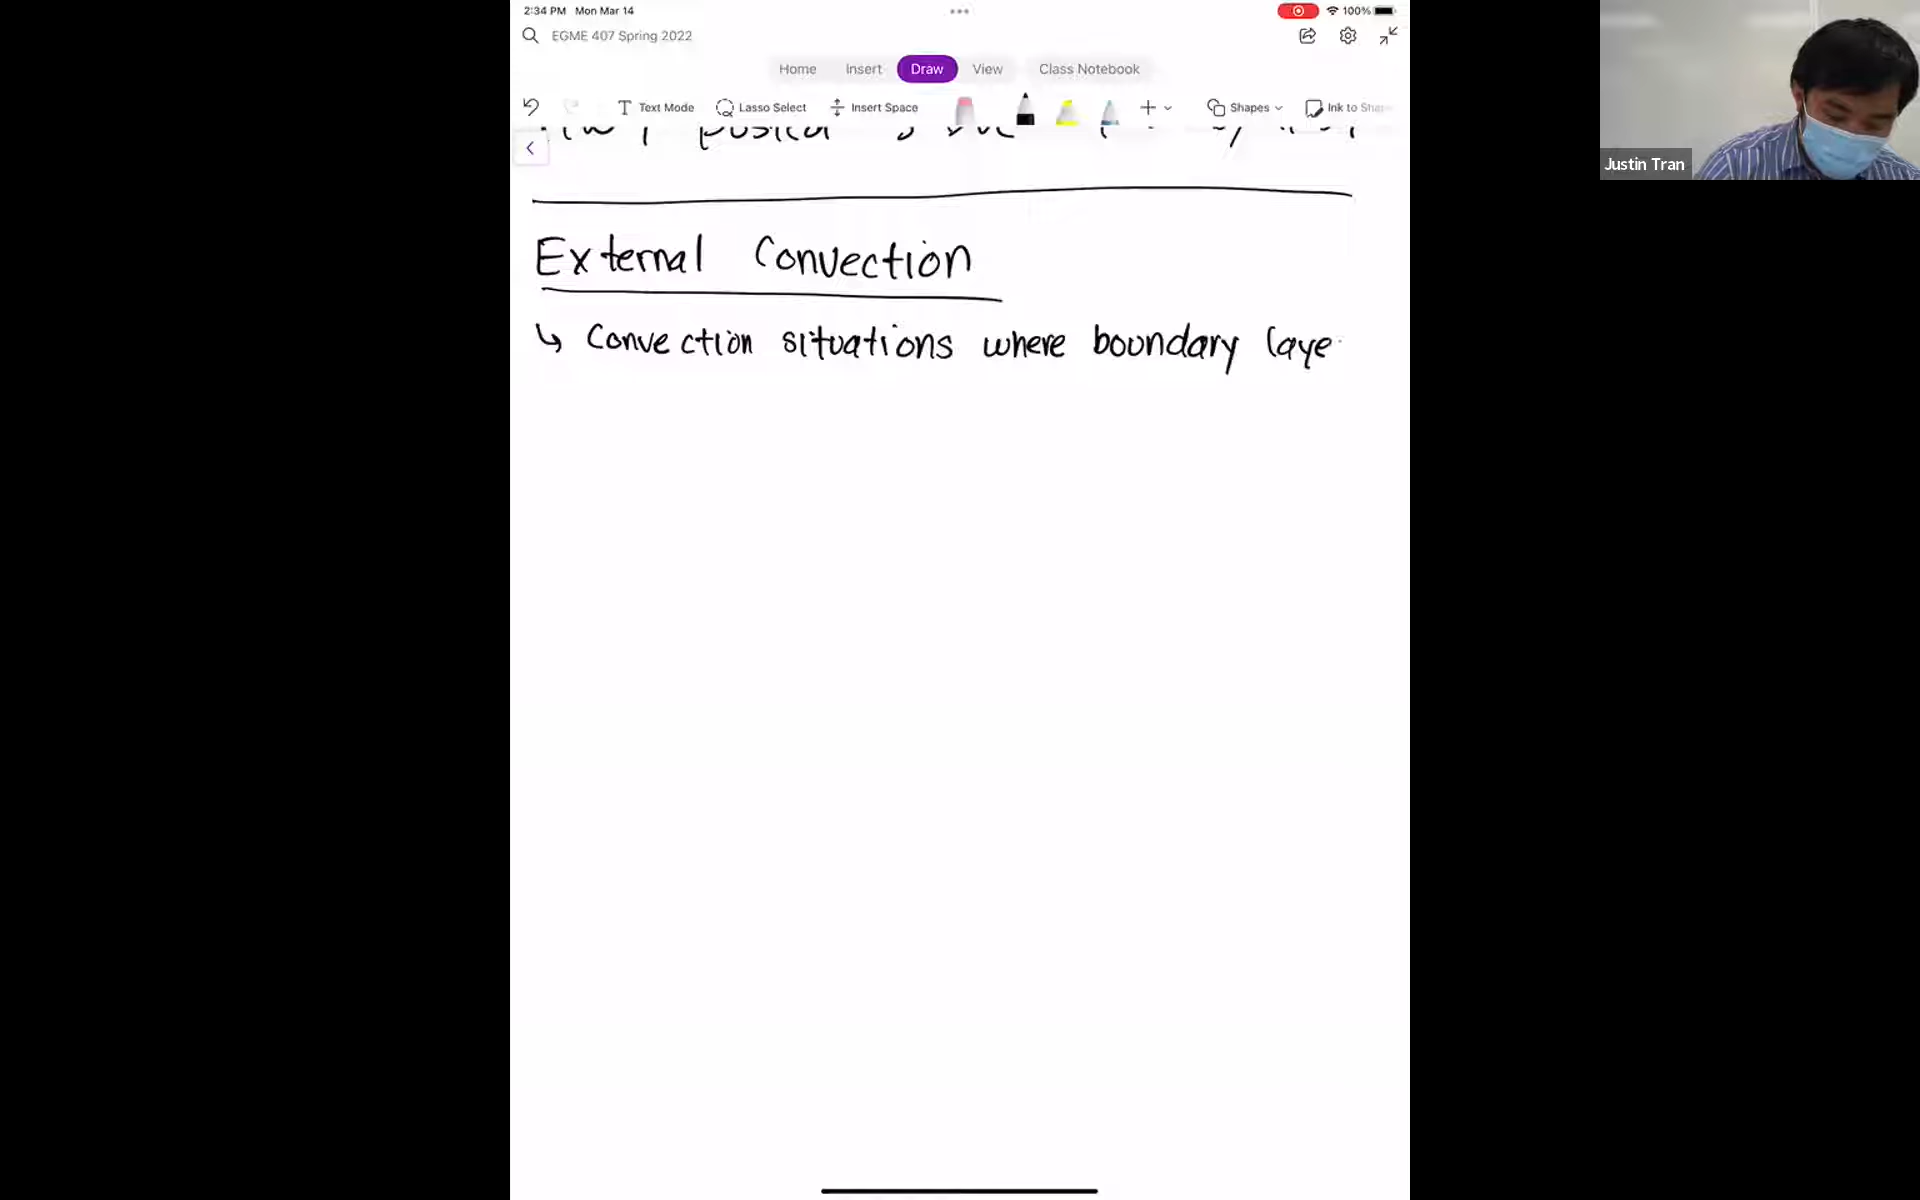 2:34 PM Mon Mar 14
100%
EGME 407 Spring 2022
Home Insert Draw View Class Notebook
Text Mode Lasso Select Insert Space Shapes Ink to
Justin Tran
External Convection
↳ Convection situations where boundary laye